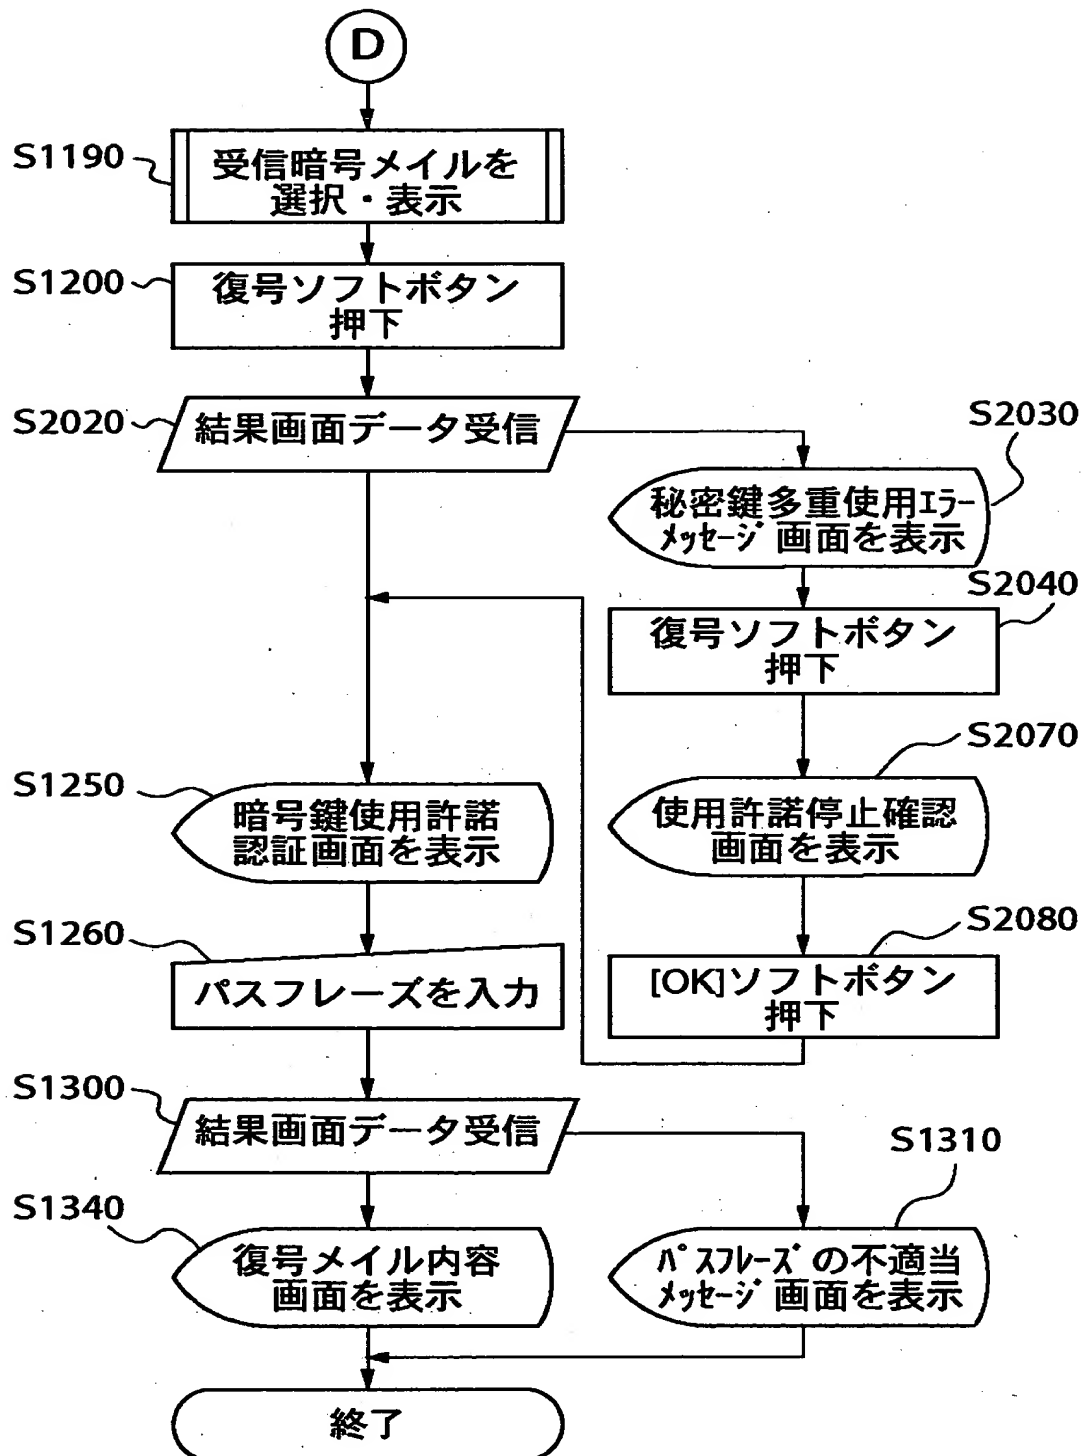 D
S1190
受信暗号メイルを
選択・表示
S1200
復号ソフトボタン
押下
S2020
結果画面データ受信
S2030
秘密鍵多重使用ｴﾗｰ
ﾒｯｾｰｼﾞ画面を表示
S2040
復号ソフトボタン
押下
S2070
使用許諾停止確認
画面を表示
S2080
[OK]ソフトボタン
押下
S1250
暗号鍵使用許諾
認証画面を表示
S1260
パスフレーズを入力
S1300
結果画面データ受信
S1310
ﾊﾟｽﾌﾚｰｽﾞの不適当
ﾒｯｾｰｼﾞ画面を表示
S1340
復号メイル内容
画面を表示
終了